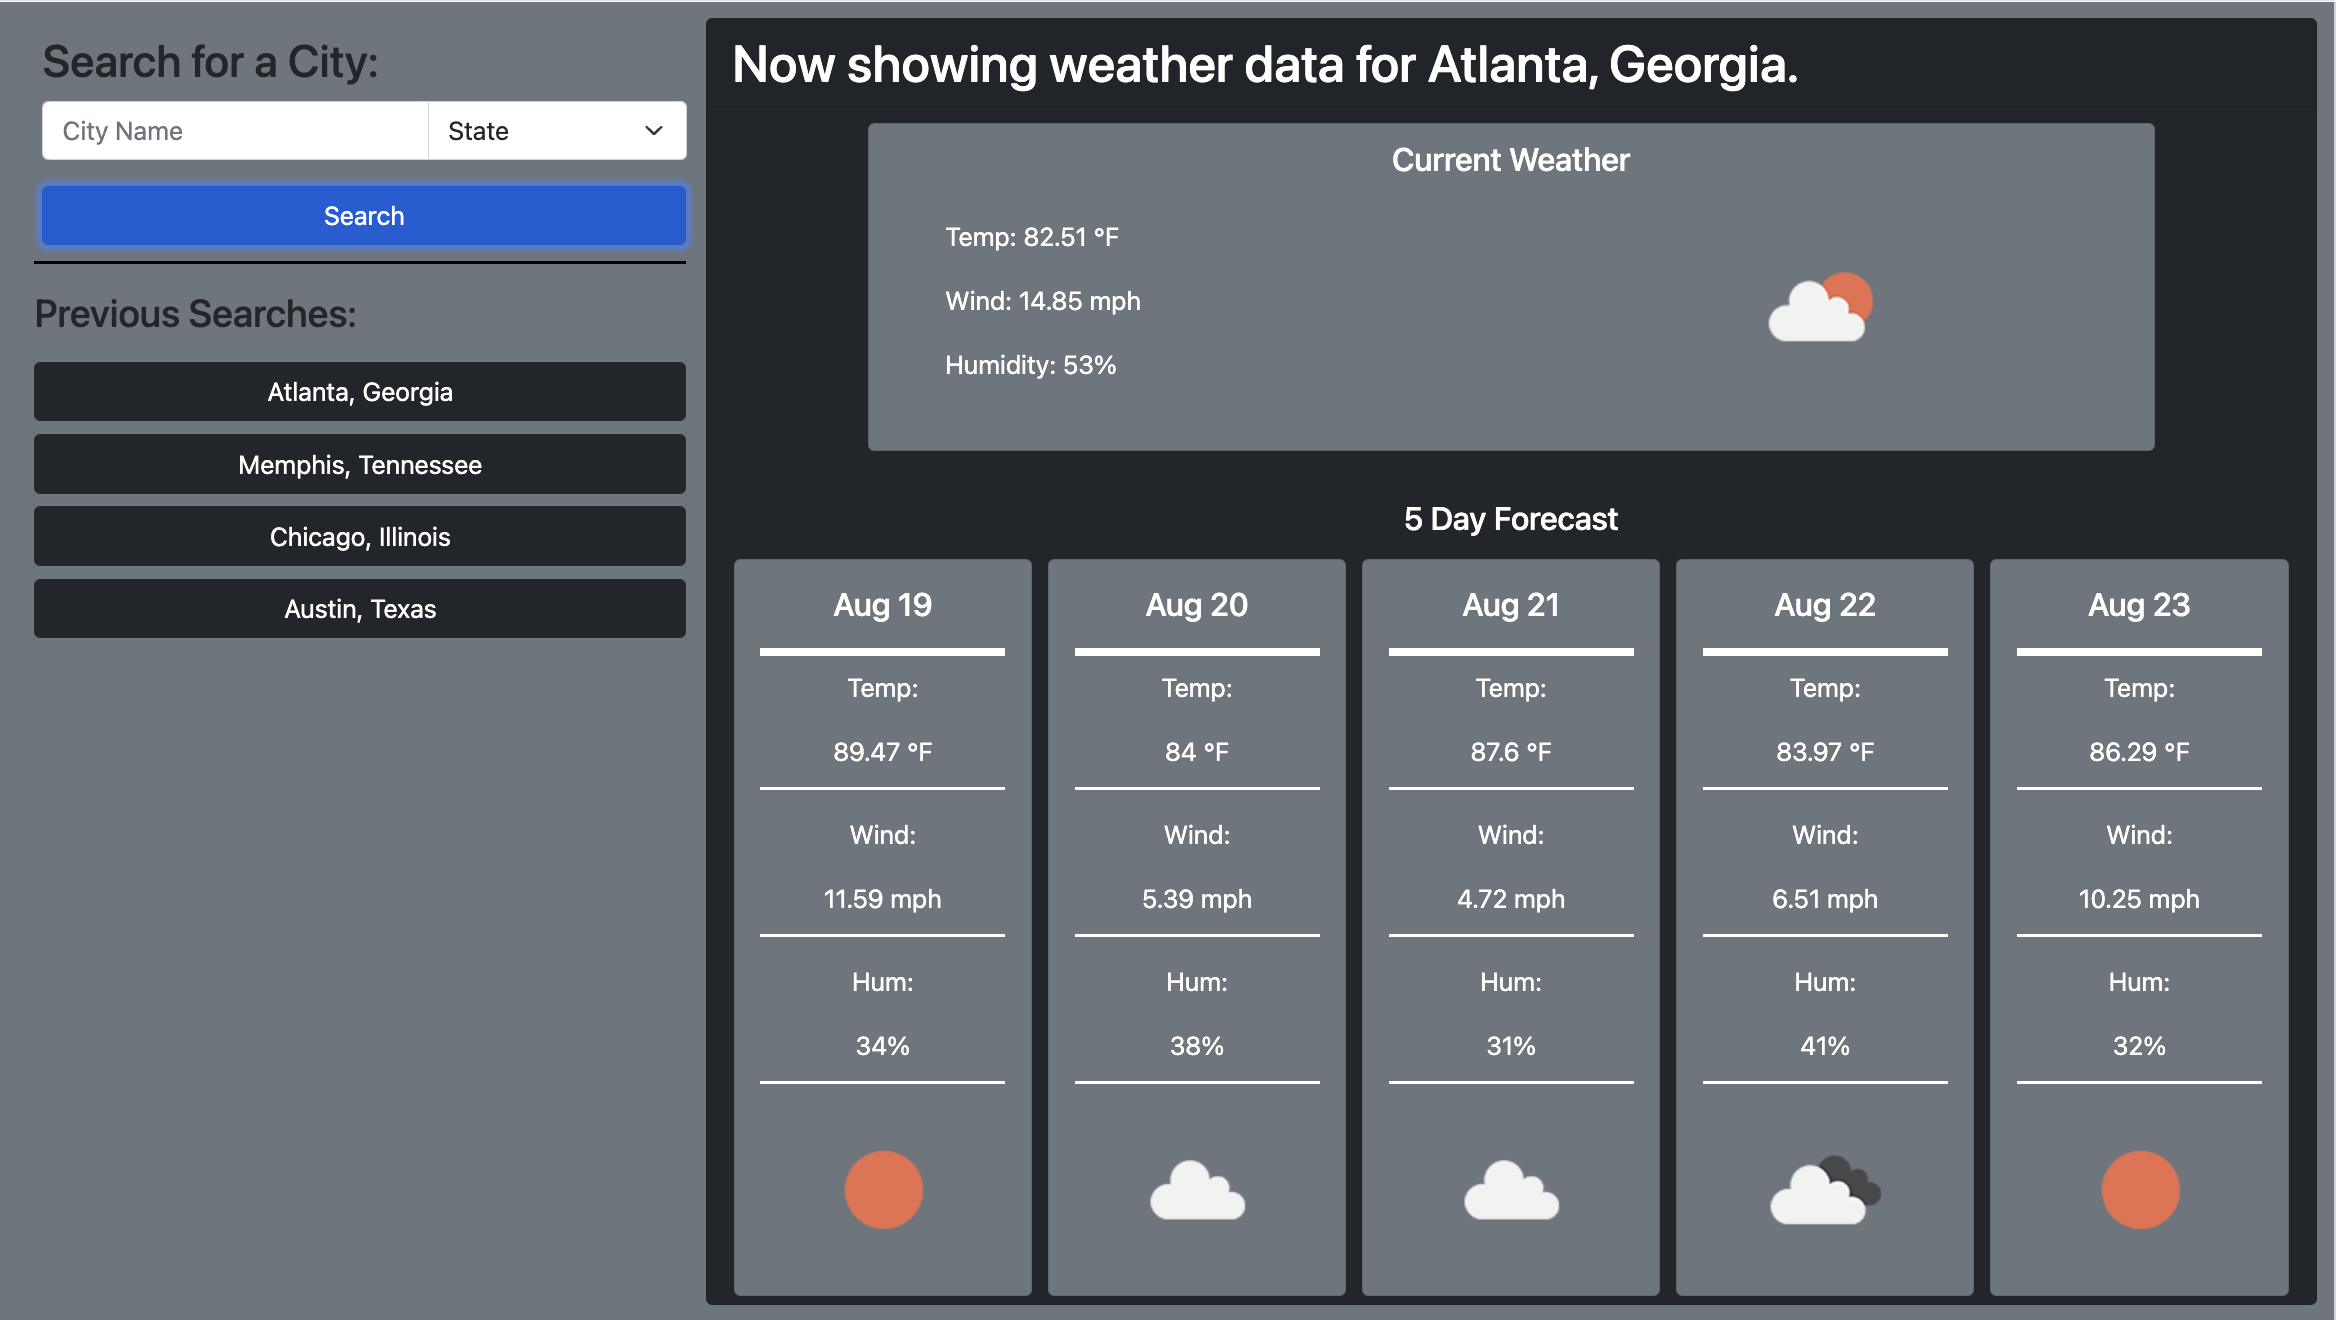 Search for a City:
City Name
State
Search
Previous Searches:
Atlanta, Georgia
Memphis, Tennessee
Chicago, Illinois
Austin, Texas
Now showing weather data for Atlanta, Georgia.
Current Weather
Temp: 82.51 °F
Wind: 14.85 mph
Humidity: 53%
5 Day Forecast
Aug 19
Temp:
89.47 °F
Wind:
11.59 mph
Hum:
34%
Aug 20
Temp:
84 °F
Wind:
5.39 mph
Hum:
38%
Aug 21
Temp:
87.6 °F
Wind:
4.72 mph
Hum:
31%
Aug 22
Temp:
83.97 °F
Wind:
6.51 mph
Hum:
41%
Aug 23
Temp:
86.29 °F
Wind:
10.25 mph
Hum:
32%